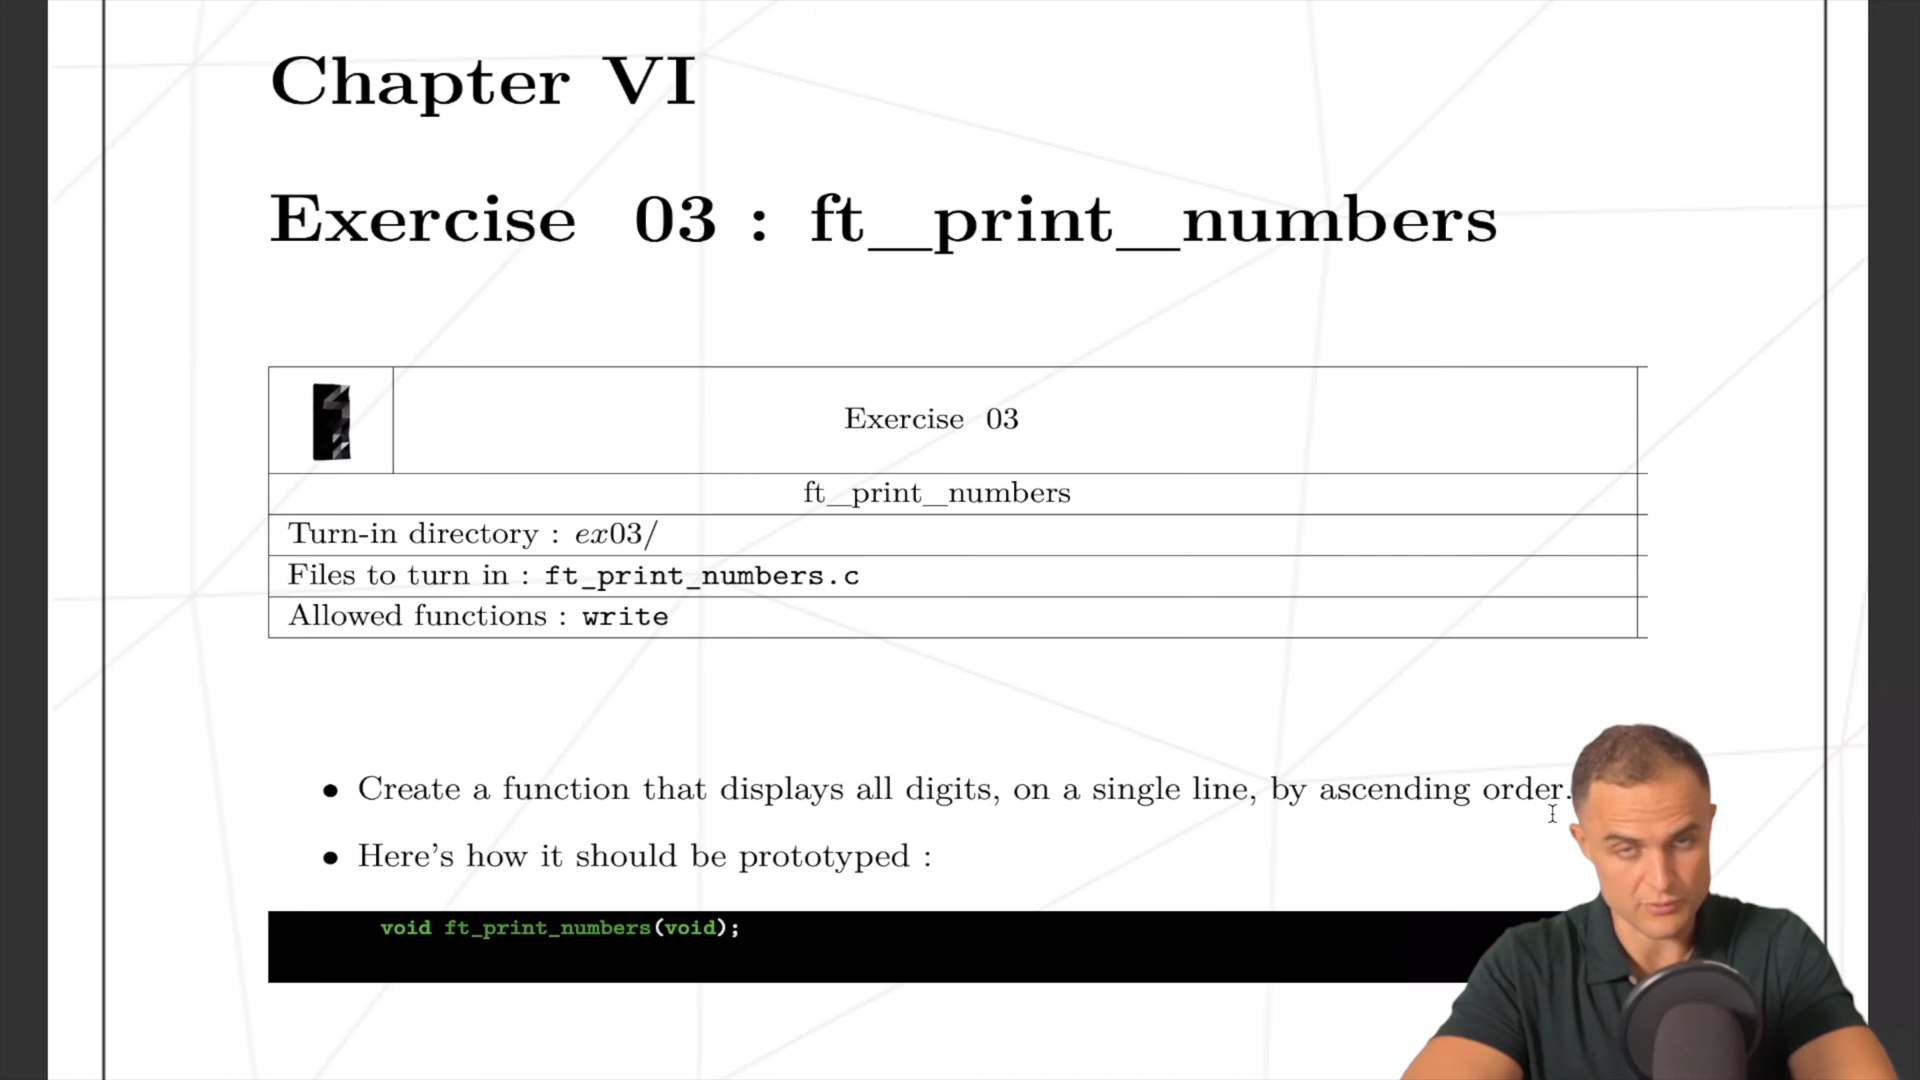 Chapter VI
Exercise 03 : ft_print_numbers
Exercise 03
ft_print_numbers
Turn-in directory : ex03/
Files to turn in : ft_print_numbers.c
Allowed functions : write
• Create a function that displays all digits, on a single line, by ascending order.
• Here's how it should be prototyped :
void ft_print_numbers(void);